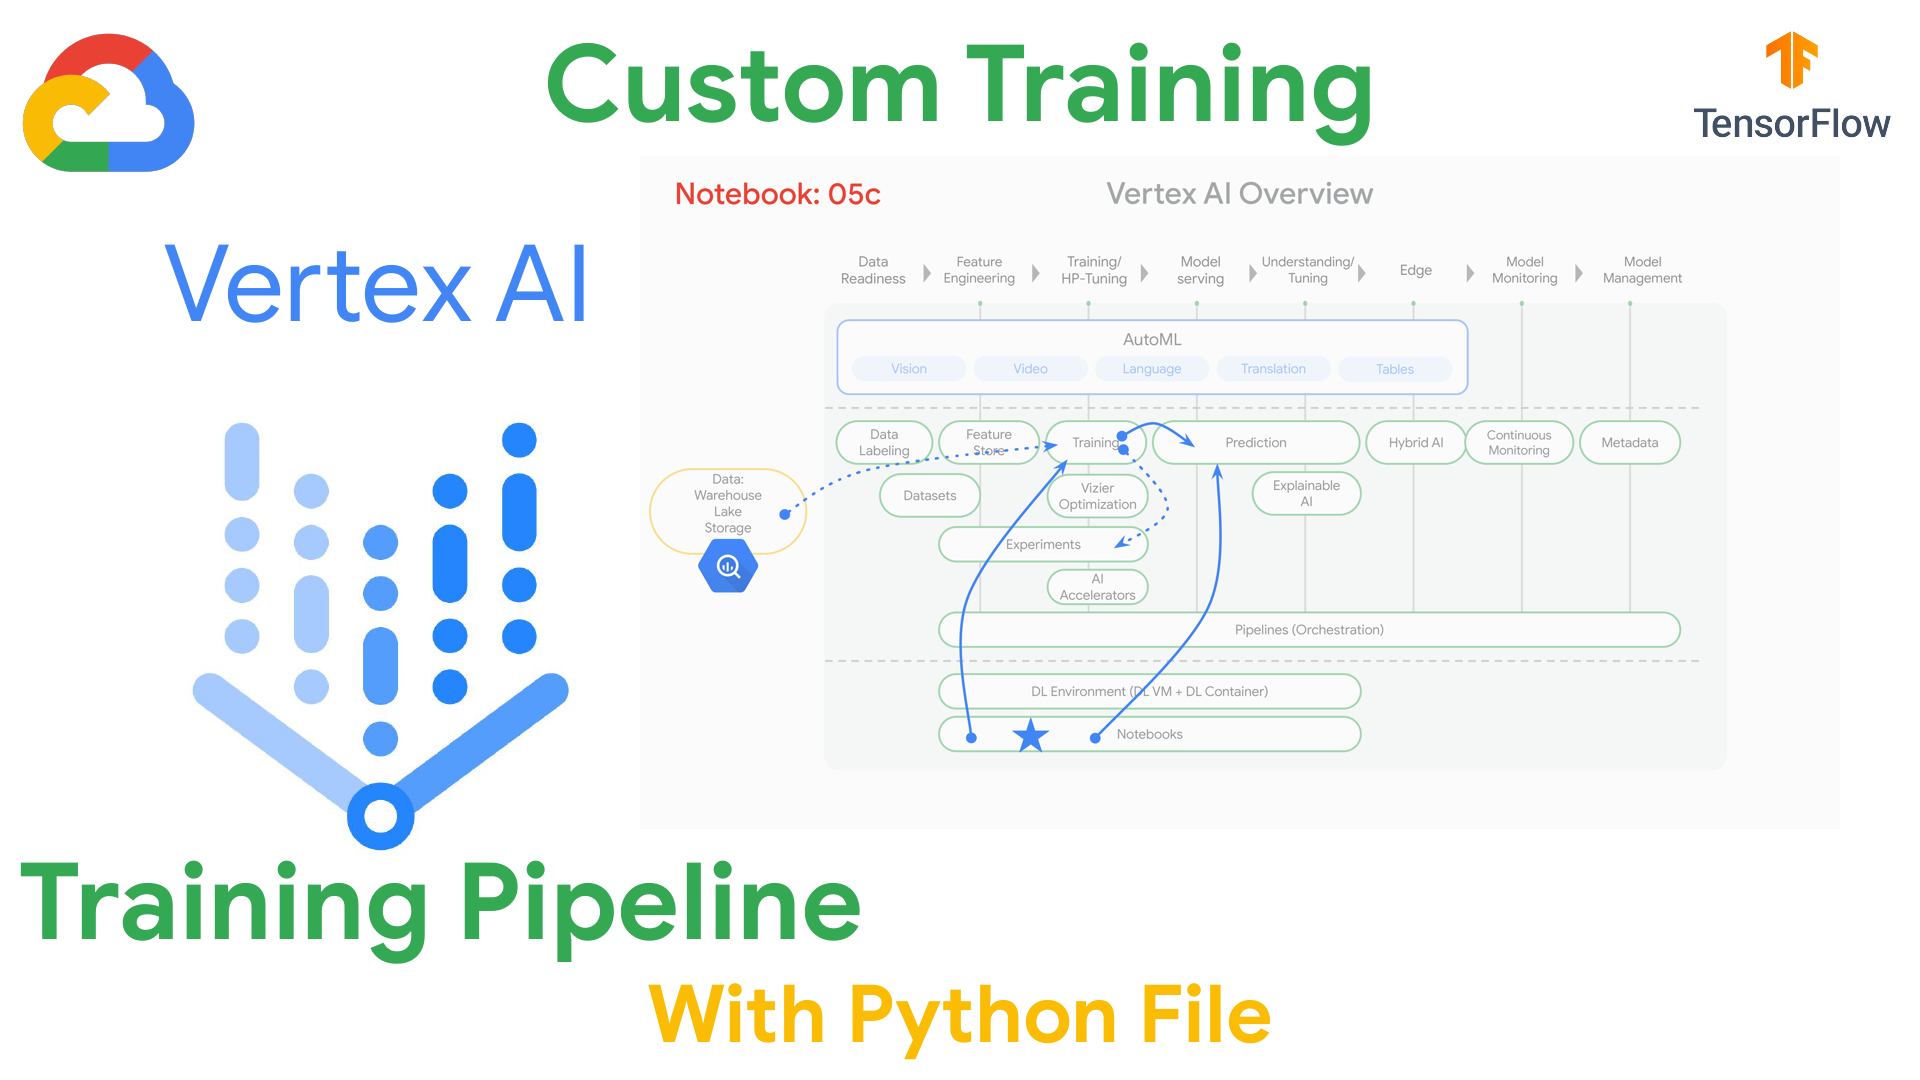 Custom Training
TensorFlow
Notebook: 05c
Vertex AI Overview
Vertex AI
Data
Readiness
Feature
Engineering
Training/
HP-Tuning
Model
serving
Understanding/
Tuning
Edge
Model
Monitoring
Model
Management
AutoML
Vision
Video
Language
Translation
Tables
Data
Labeling
Feature
Store
Training
Prediction
Hybrid AI
Continuous
Monitoring
Metadata
Data:
Warehouse
Lake
Storage
Datasets
Vizier
Optimization
Explainable
AI
Experiments
AI
Accelerators
Pipelines (Orchestration)
DL Environment (DL VM + DL Container)
Notebooks
Training Pipeline
With Python File